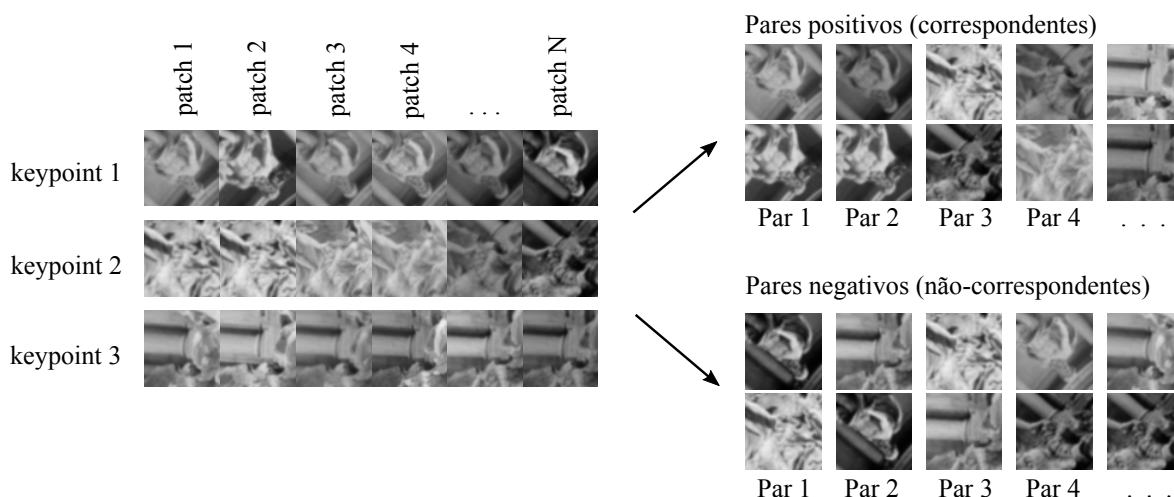 patch 1
patch 2
patch 3
patch 4
. . .
patch N
keypoint 1
keypoint 2
keypoint 3
Pares positivos (correspondentes)
Par 1 Par 2 Par 3 Par 4 . . .
Pares negativos (não-correspondentes)
Par 1 Par 2 Par 3 Par 4 . . .